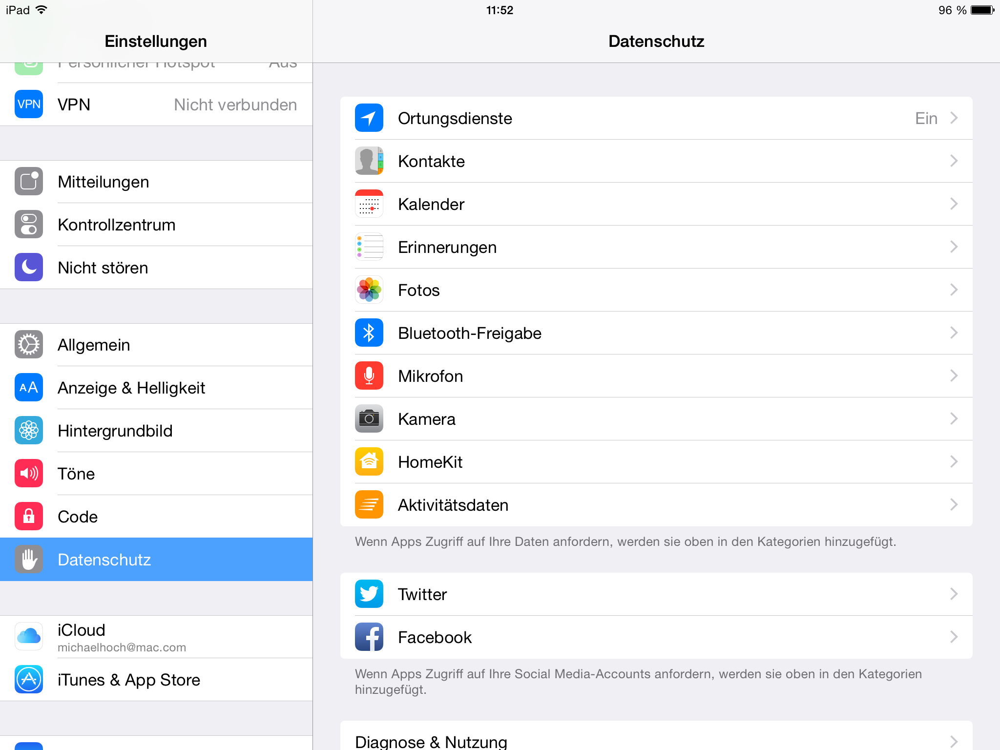 iPad
11:52
96 %
Einstellungen
Persönlicher Hotspot Aus
VPN VPN Nicht verbunden
Mitteilungen
Kontrollzentrum
Nicht stören
Allgemein
AA Anzeige & Helligkeit
Hintergrundbild
Töne
Code
Datenschutz
iCloud
michaelhoch@mac.com
iTunes & App Store
Datenschutz
Ortungsdienste Ein
Kontakte
Kalender
Erinnerungen
Fotos
Bluetooth-Freigabe
Mikrofon
Kamera
HomeKit
Aktivitätsdaten
Wenn Apps Zugriff auf Ihre Daten anfordern, werden sie oben in den Kategorien hinzugefügt.
Twitter
Facebook
Wenn Apps Zugriff auf Ihre Social Media-Accounts anfordern, werden sie oben in den Kategorien
hinzugefügt.
Diagnose & Nutzung